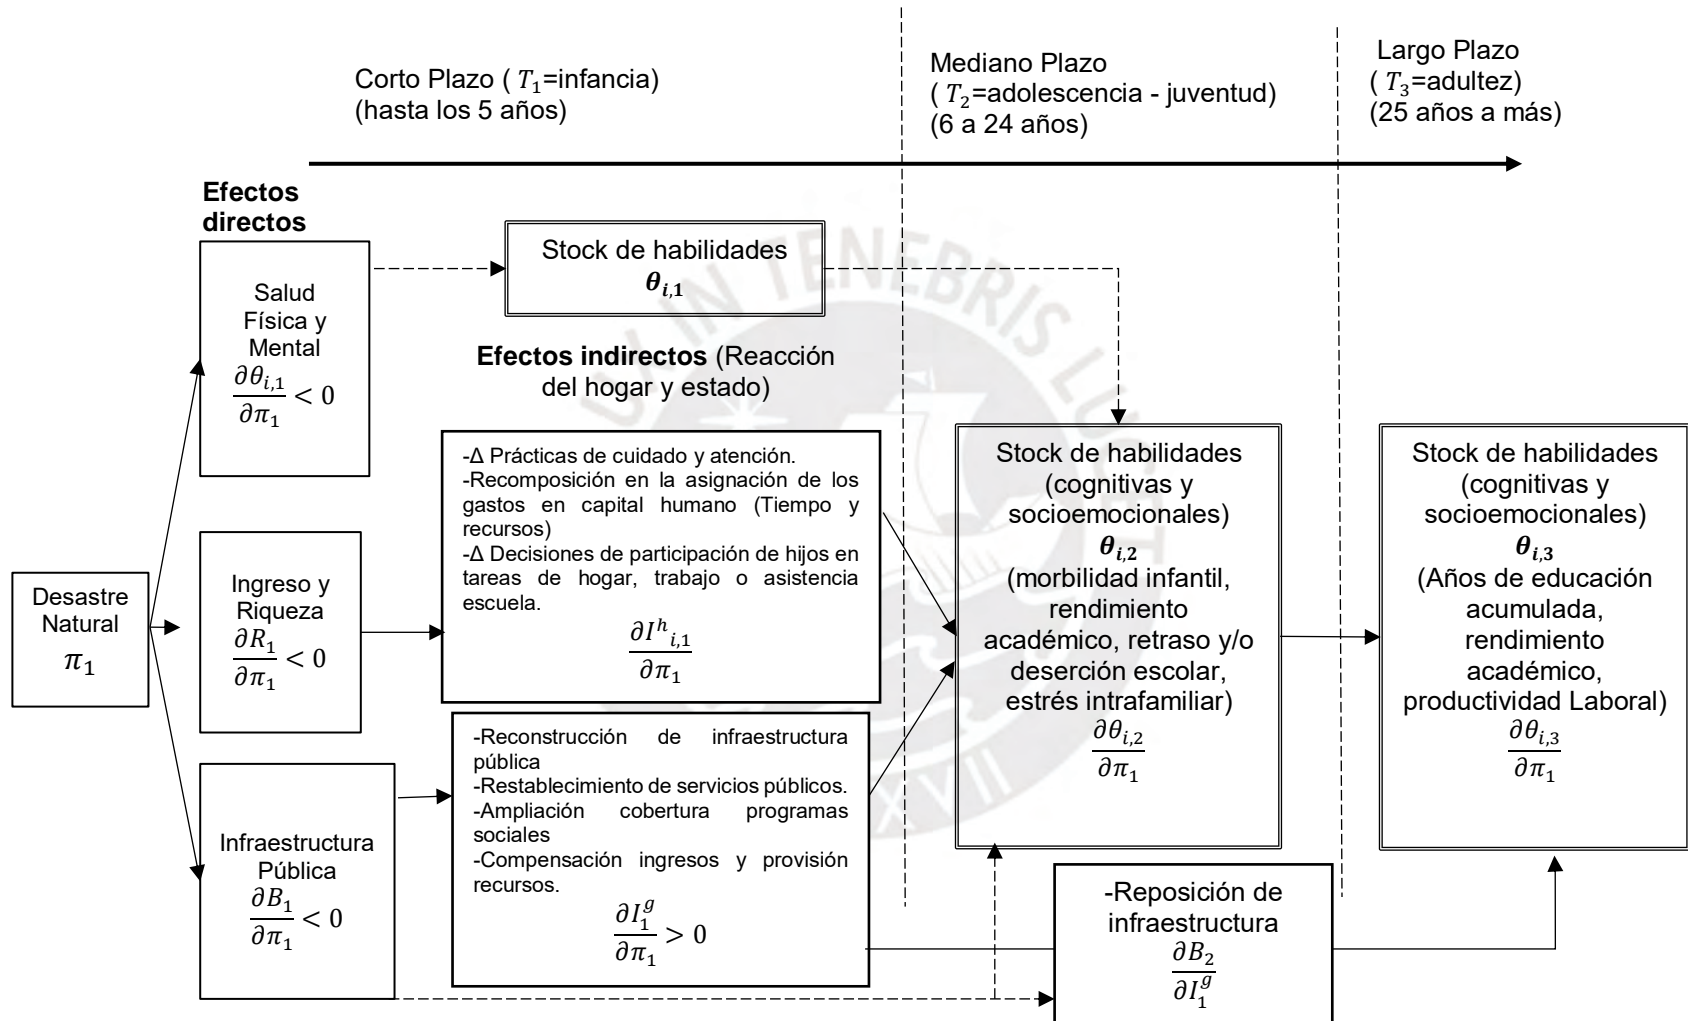 Corto Plazo ( T₁=infancia)
(hasta los 5 años)
Mediano Plazo
( T₂=adolescencia - juventud)
(6 a 24 años)
Largo Plazo
( T₃=adultez)
(25 años a más)
Efectos
directos
Salud
Física y
Mental
∂θᵢ,₁/∂π₁ < 0
Stock de habilidades
θᵢ,₁
Efectos indirectos (Reacción
del hogar y estado)
Desastre
Natural
π₁
Ingreso y
Riqueza
∂R₁/∂π₁ < 0
-Δ Prácticas de cuidado y atención.
-Recomposición en la asignación de los
gastos en capital humano (Tiempo y
recursos)
-Δ Decisiones de participación de hijos en
tareas de hogar, trabajo o asistencia
escuela.
∂Iʰᵢ,₁/∂π₁
Infraestructura
Pública
∂B₁/∂π₁ < 0
-Reconstrucción de infraestructura
pública
-Restablecimiento de servicios públicos.
-Ampliación cobertura programas
sociales
-Compensación ingresos y provisión
recursos.
∂I₁ᵍ/∂π₁ > 0
Stock de habilidades
(cognitivas y
socioemocionales)
θᵢ,₂
(morbilidad infantil,
rendimiento
académico, retraso y/o
deserción escolar,
estrés intrafamiliar)
∂θᵢ,₂/∂π₁
-Reposición de
infraestructura
∂B₂/∂I₁ᵍ
Stock de habilidades
(cognitivas y
socioemocionales)
θᵢ,₃
(Años de educación
acumulada,
rendimiento
académico,
productividad Laboral)
∂θᵢ,₃/∂π₁